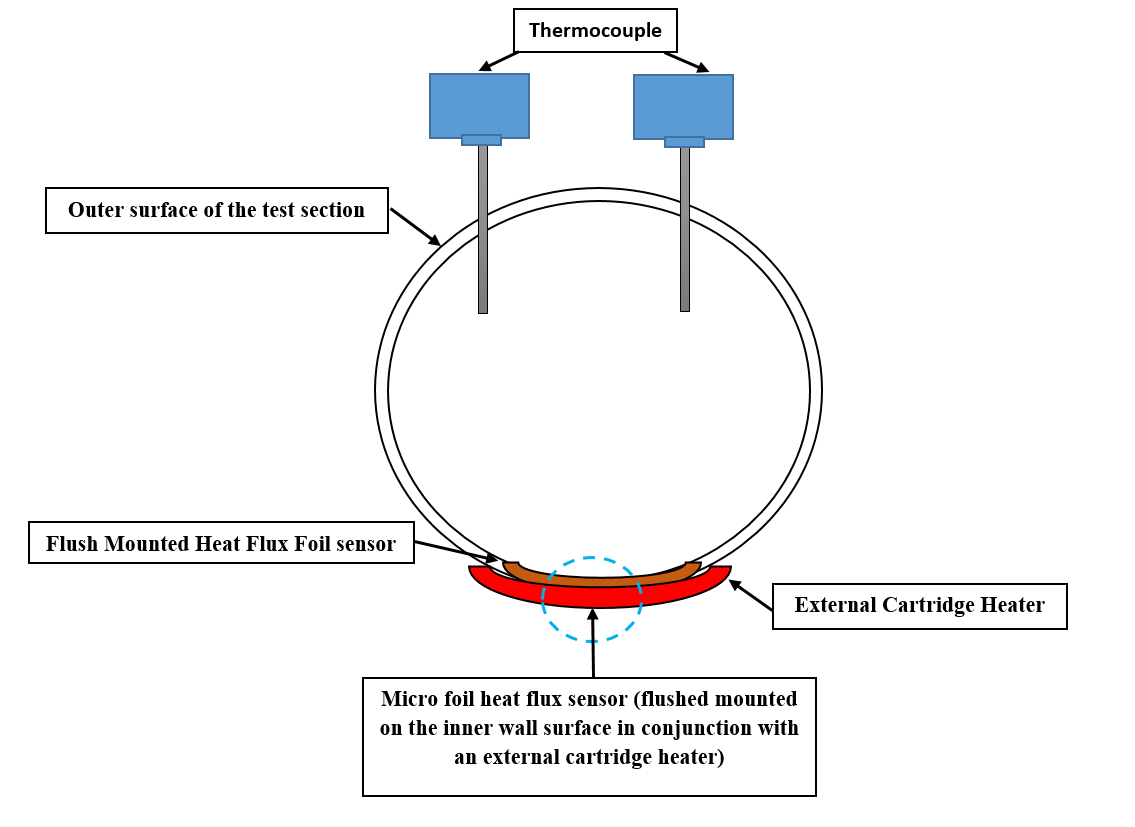 Thermocouple
Outer surface of the test section
Flush Mounted Heat Flux Foil sensor
External Cartridge Heater
Micro foil heat flux sensor (flushed mounted
on the inner wall surface in conjunction with
an external cartridge heater)